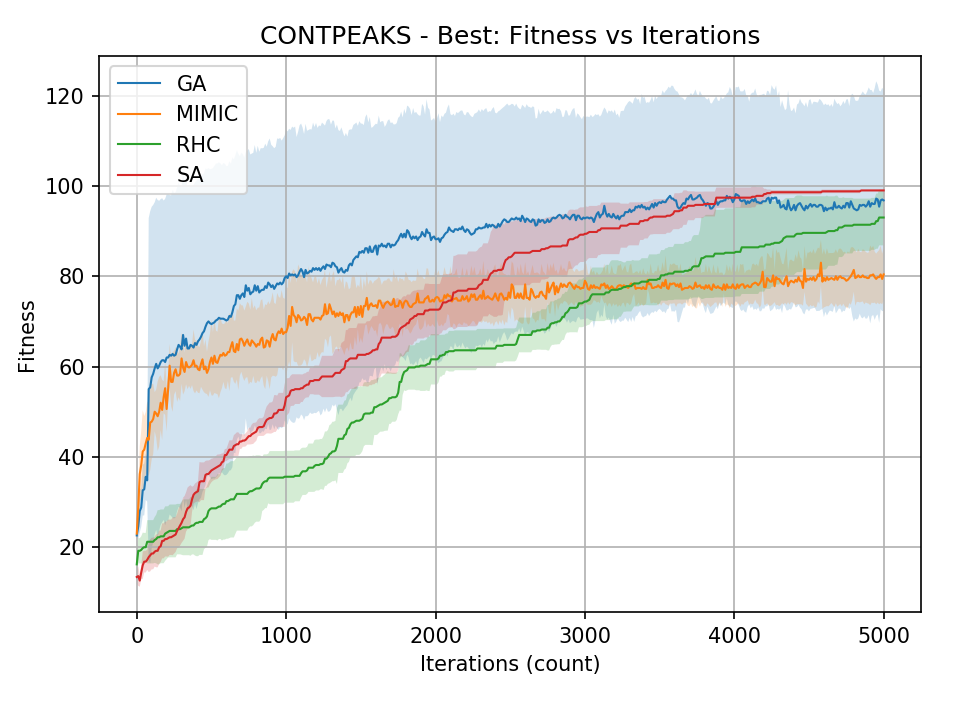 CONTPEAKS - Best: Fitness vs Iterations
GA
MIMIC
RHC
SA
120
100
80
60
40
20
Fitness
0 1000 2000 3000 4000 5000
Iterations (count)